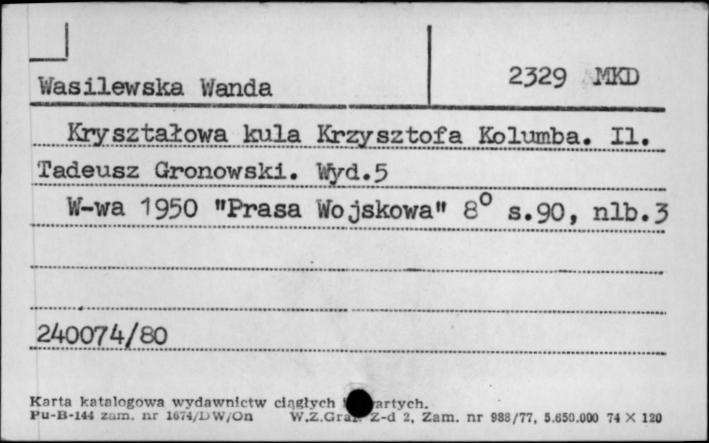 2329 MKD
Wasilewska Wanda
Kryształowa kula Krzysztofa Kolumba. Il.
Tadeusz Gronowski. Wyd.5
W-wa 1950 "Prasa Wojskowa" 8° s.90, nlb.3
240074/80
Karta katalogowa wydawnictw ciągłych
Pu-B-144 zam. nr 1674/DW/On W.Z.Graf. Z-d 2, Zam. nr 988/77, 5.650.000 74 X 120